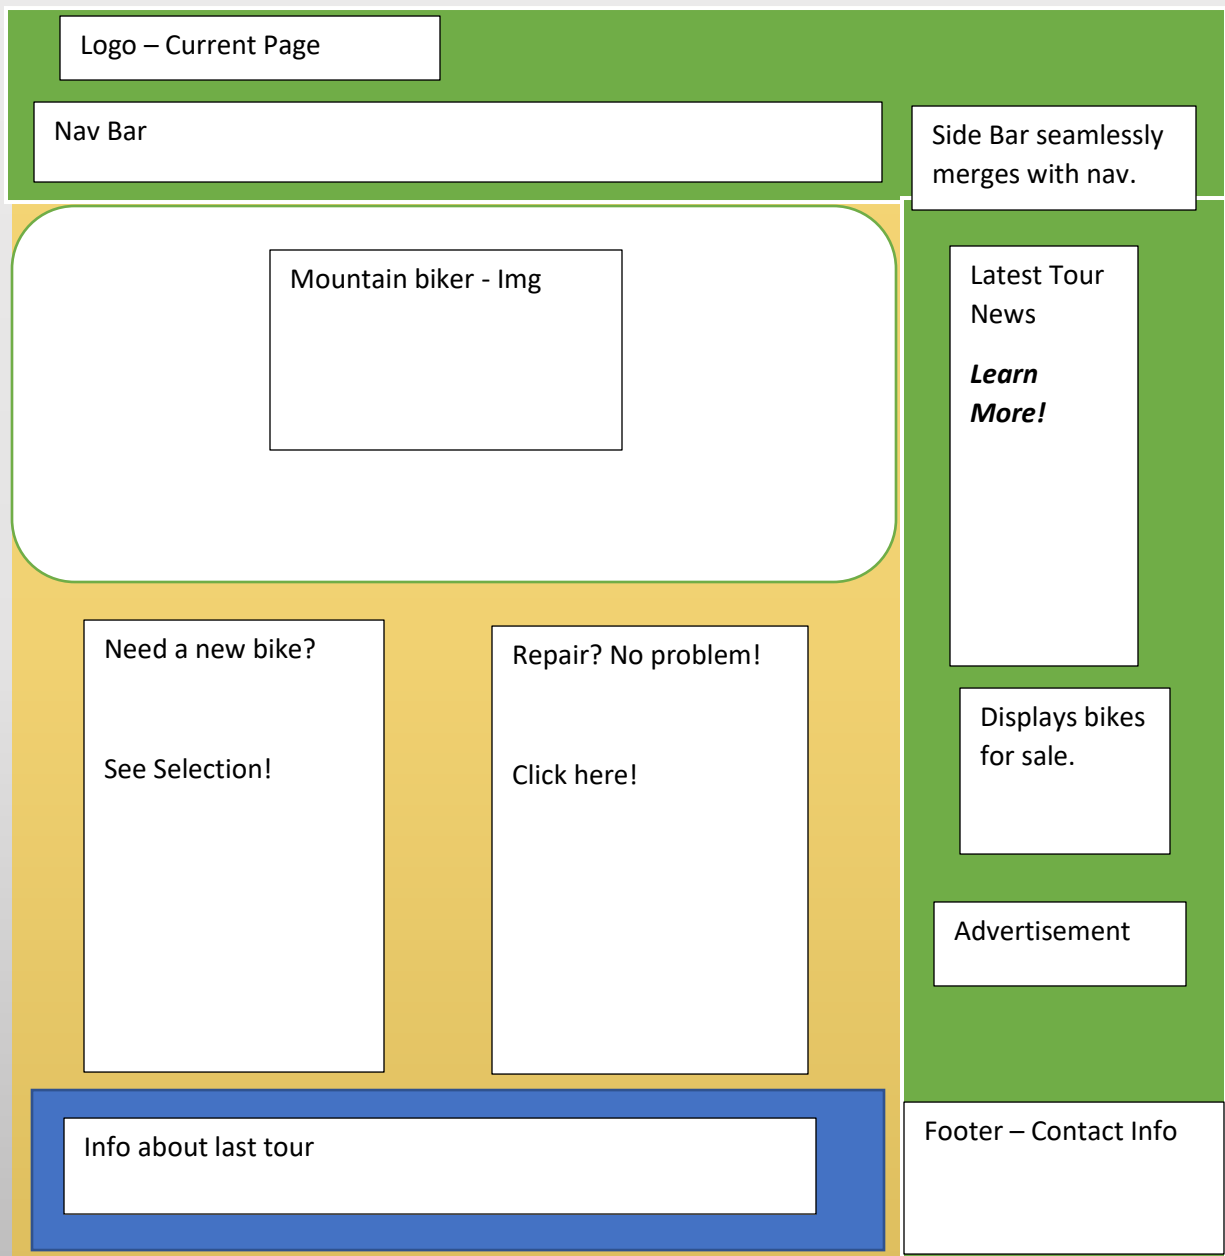 Logo – Current Page
Nav Bar
Side Bar seamlessly
merges with nav.
Mountain biker - Img
Latest Tour
News
Learn
More!
Need a new bike?
See Selection!
Repair? No problem!
Click here!
Displays bikes
for sale.
Advertisement
Info about last tour
Footer – Contact Info